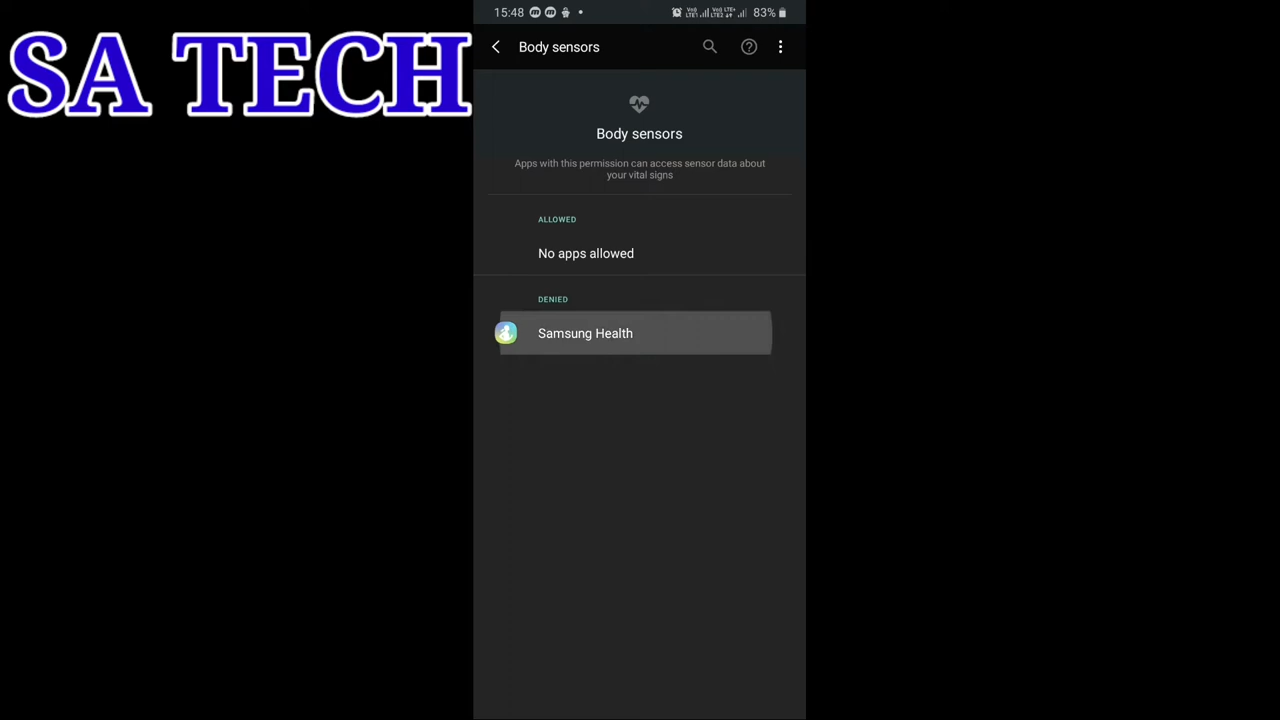 SA TECH
15:48 83%
Body sensors
Body sensors
Apps with this permission can access sensor data about
your vital signs
ALLOWED
No apps allowed
DENIED
Samsung Health